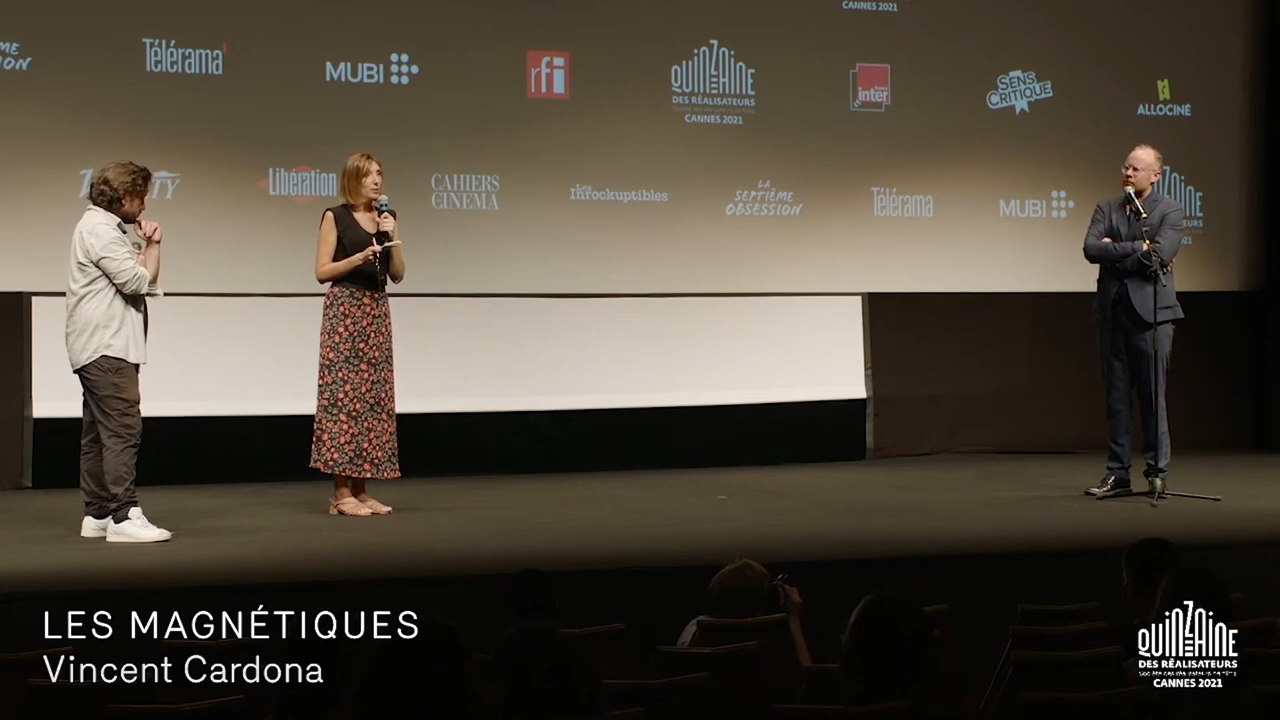 CANNES 2021
Télérama
MUBI
rfi
QUINZAINE
DES RÉALISATEURS
CANNES 2021
inter
SENS
CRITIQUE
ALLOCINÉ
Libération
CAHIERS
CINEMA
Les
Inrockuptibles
LA
SEPTIÈME
OBSESSION
Télérama
MUBI
LES MAGNÉTIQUES
Vincent Cardona
QUINZAINE
DES RÉALISATEURS
CANNES 2021